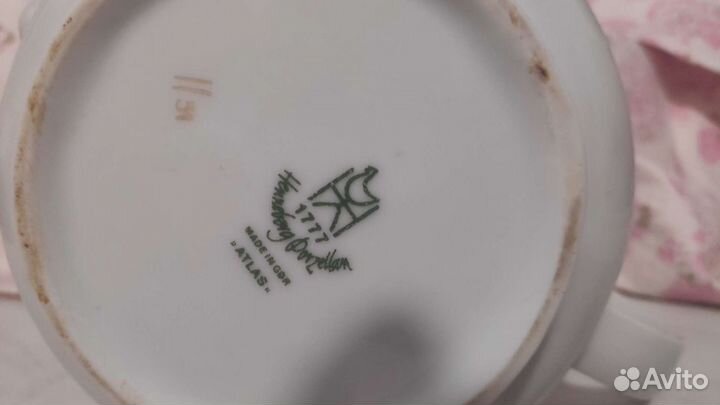 1777
Henneberg Porzellan
MADE IN GDR
"ATLAS"
Avito